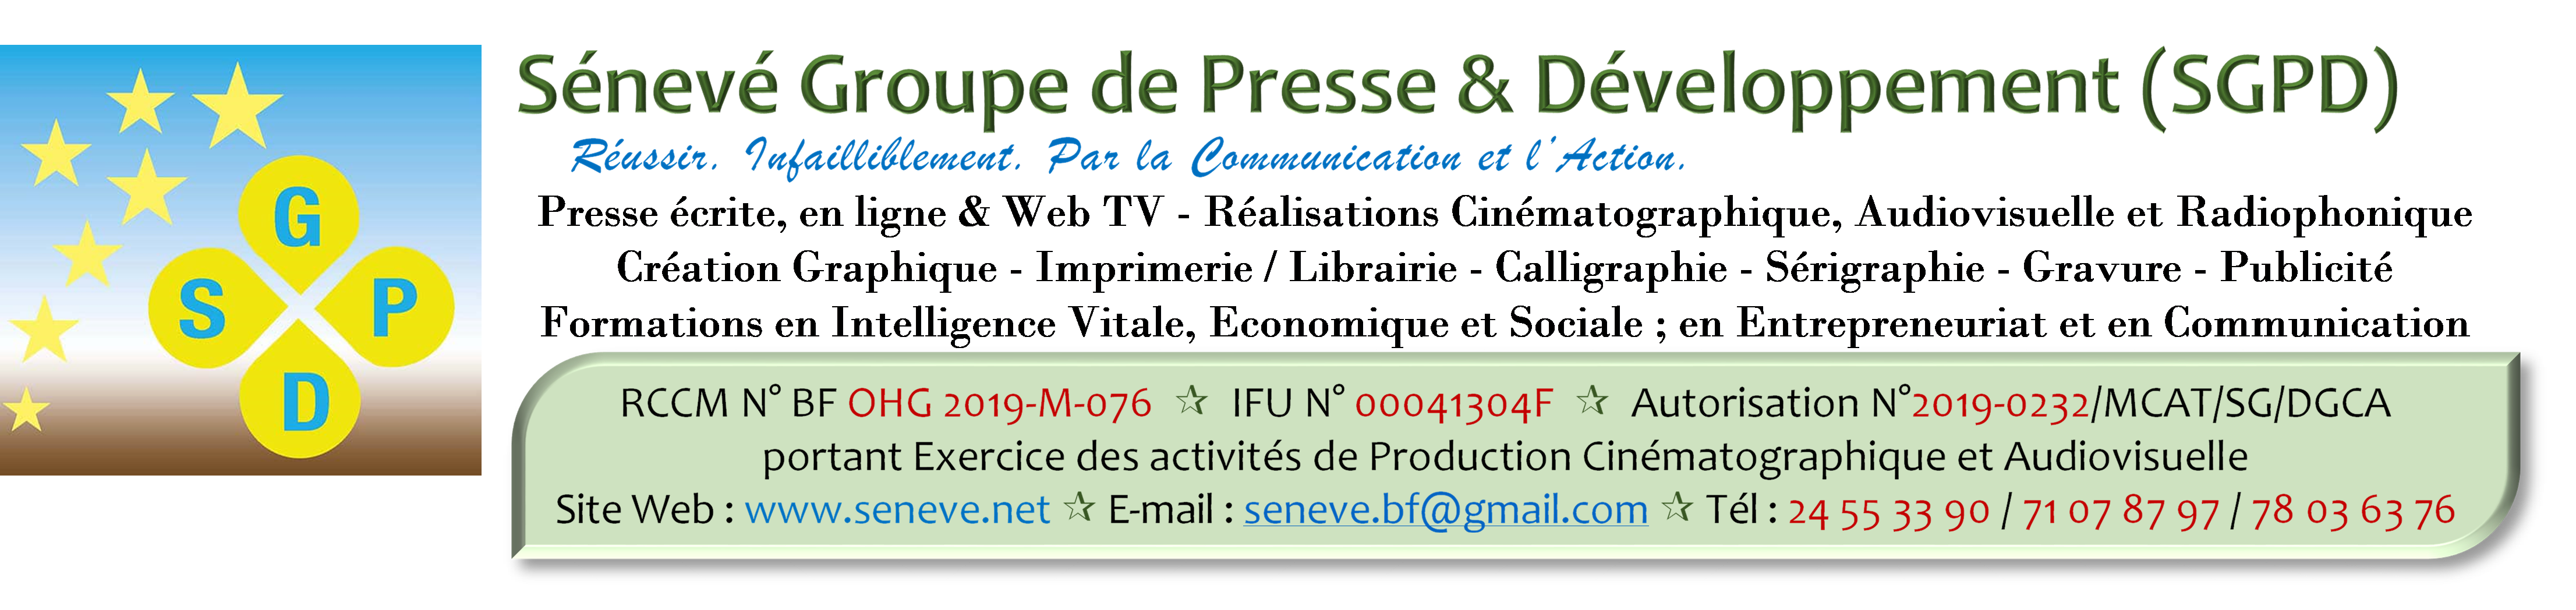 G
S P
D
Sénevé Groupe de Presse & Développement (SGPD)
Réussir. Infailliblement. Par la Communication et l'Action.
Presse écrite, en ligne & Web TV - Réalisations Cinématographique, Audiovisuelle et Radiophonique
Création Graphique - Imprimerie / Librairie - Calligraphie - Sérigraphie - Gravure - Publicité
Formations en Intelligence Vitale, Economique et Sociale ; en Entrepreneuriat et en Communication
RCCM N° BF OHG 2019-M-076 ☆ IFU N° 00041304F ☆ Autorisation N°2019-0232/MCAT/SG/DGCA
portant Exercice des activités de Production Cinématographique et Audiovisuelle
Site Web : www.seneve.net ☆ E-mail : seneve.bf@gmail.com ☆ Tél : 24 55 33 90 / 71 07 87 97 / 78 03 63 76